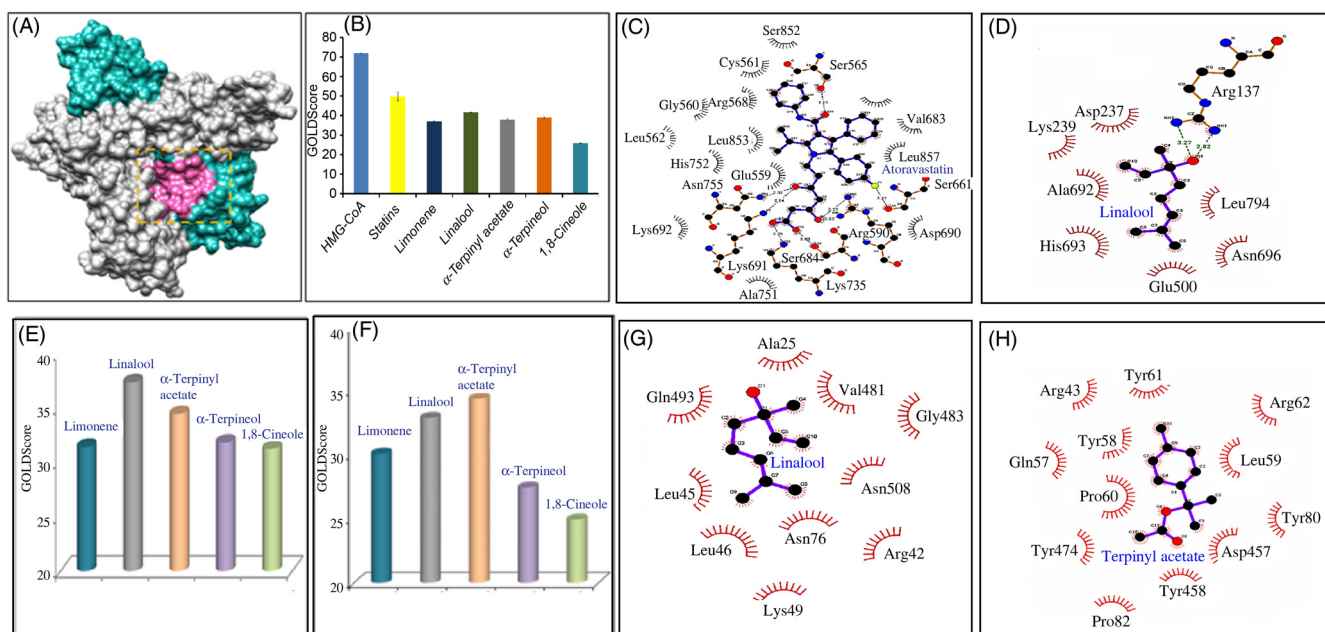 (A)
(B)
GOLDScore
80
70
60
50
40
30
20
10
0
HMG-CoA
Statins
Limonene
Linalool
α-Terpinyl acetate
α-Terpineol
1,8-Cineole
(C)
Ser852
Cys561
Ser565
Gly560
Arg568
Val683
Leu562
Leu853
Leu857
His752
Glu559
Atoravastatin
Asn755
Ser661
Lys692
Arg590
Asp690
Lys691
Ser684
Lys735
Ala751
(D)
Arg137
Asp237
Lys239
Ala692
Leu794
Linalool
His693
Asn696
Glu500
3.27
2.92
(E)
GOLDScore
40
35
30
25
20
Limonene
Linalool
α-Terpinyl
acetate
α-Terpineol
1,8-Cineole
(F)
GOLDScore
40
35
30
25
20
Limonene
Linalool
α-Terpinyl
acetate
α-Terpineol
1,8-Cineole
(G)
Ala25
Gln493
Val481
Gly483
Linalool
Leu45
Asn508
Leu46
Asn76
Arg42
Lys49
(H)
Tyr61
Arg43
Arg62
Tyr58
Gln57
Leu59
Pro60
Tyr80
Tyr474
Asp457
Terpinyl acetate
Tyr458
Pro82